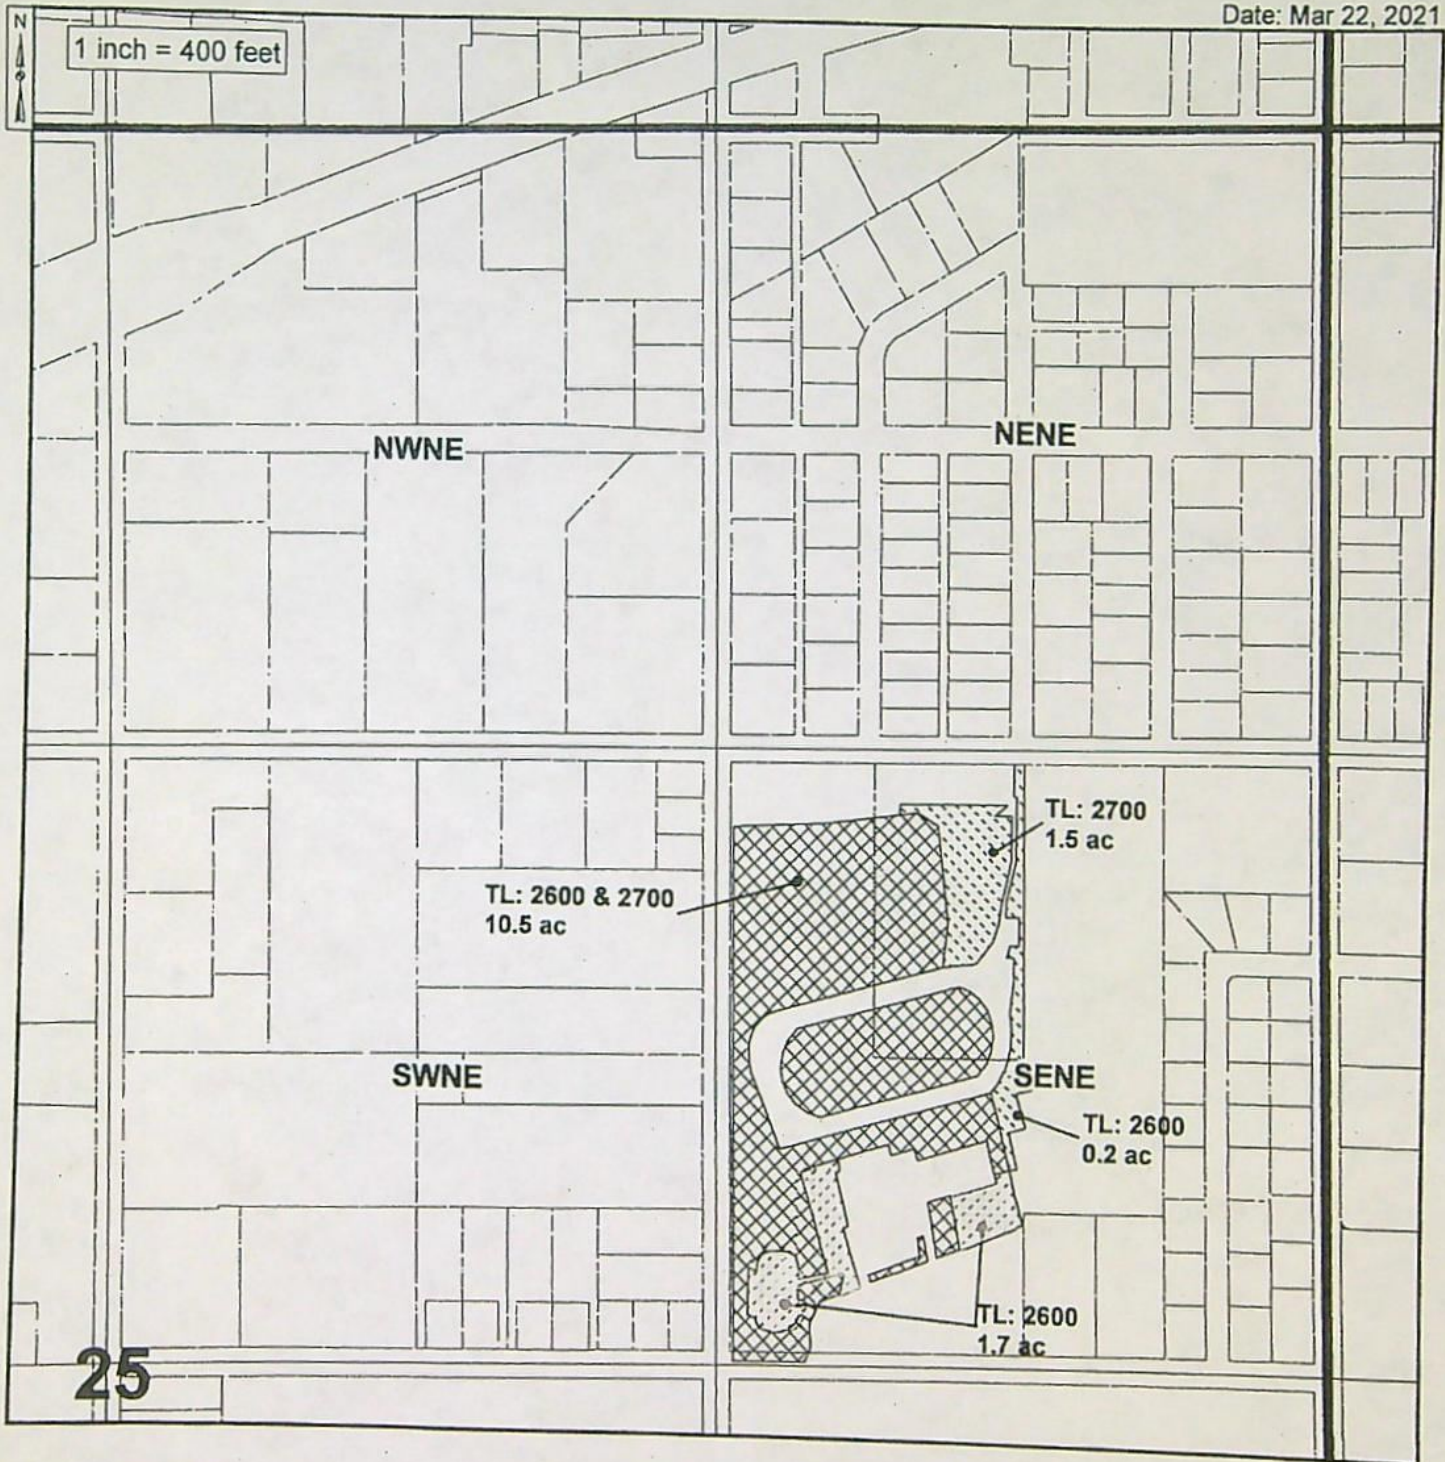 Date: Mar 22, 2021
N
1 inch = 400 feet
NWNE
NENE
TL: 2700
1.5 ac
TL: 2600 & 2700
10.5 ac
SWNE
SENE
TL: 2600
0.2 ac
TL: 2600
1.7 ac
25